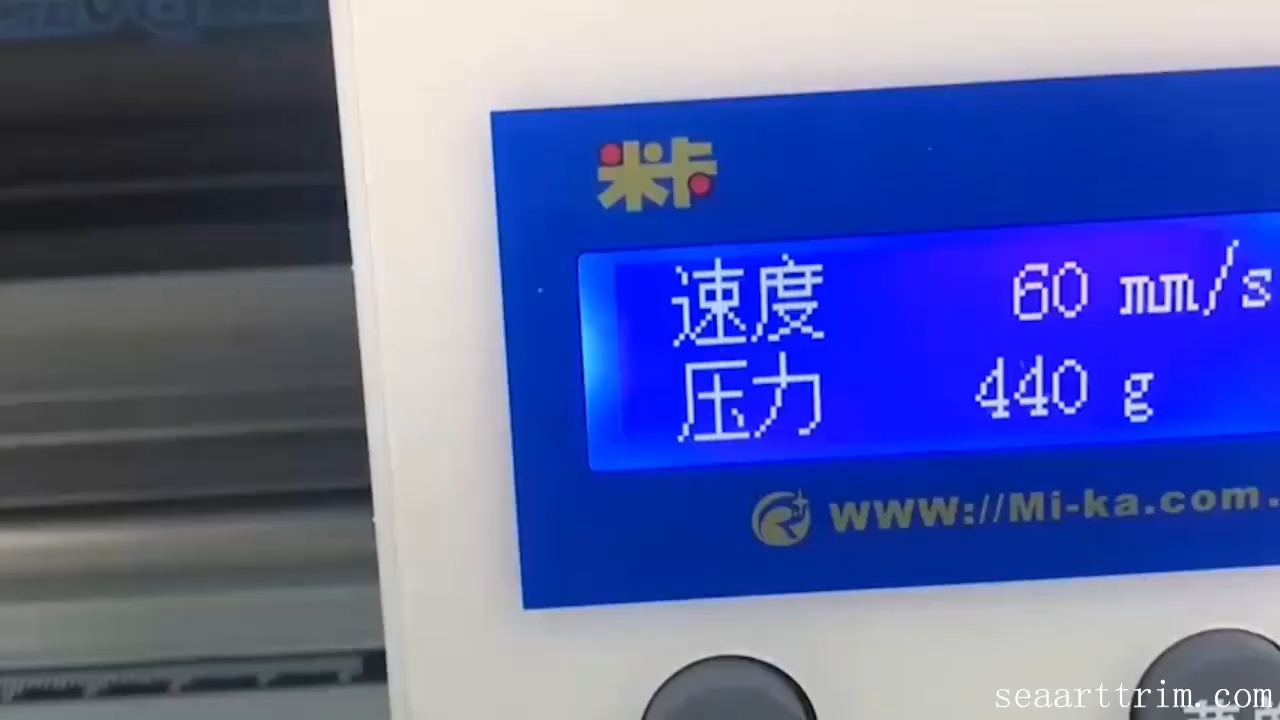 米卡
速度 60 mm/s
压力 440 g
WWW://Mi-ka.com.
seaarttrim.com